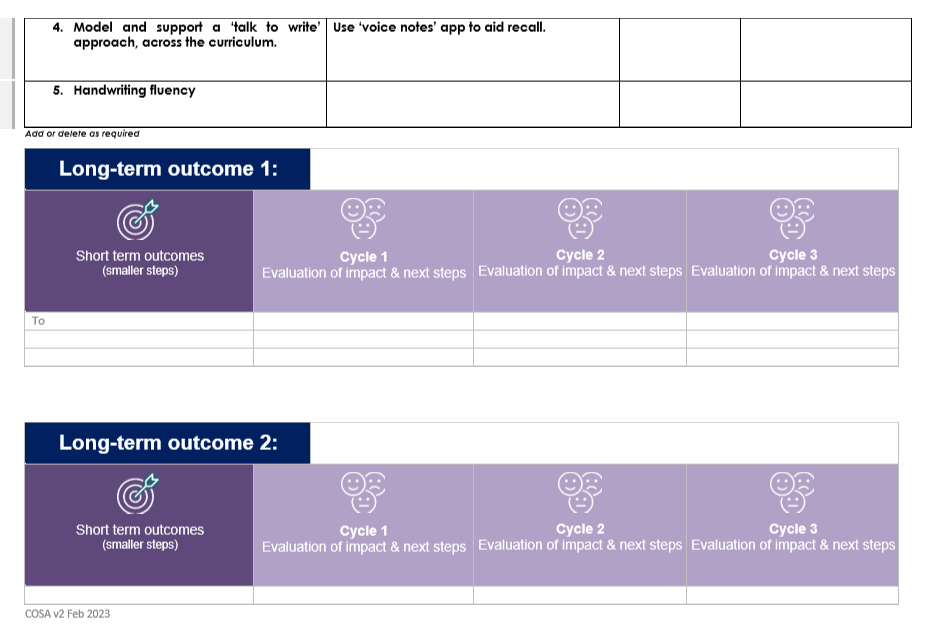 4. Model and support a ‘talk to write’
approach, across the curriculum.
Use ‘voice notes’ app to aid recall.
5. Handwriting fluency
Add or delete as required
Long-term outcome 1:
Short term outcomes
(smaller steps)
Cycle 1
Evaluation of impact & next steps
Cycle 2
Evaluation of impact & next steps
Cycle 3
Evaluation of impact & next steps
To
Long-term outcome 2:
Short term outcomes
(smaller steps)
Cycle 1
Evaluation of impact & next steps
Cycle 2
Evaluation of impact & next steps
Cycle 3
Evaluation of impact & next steps
COSA v2 Feb 2023